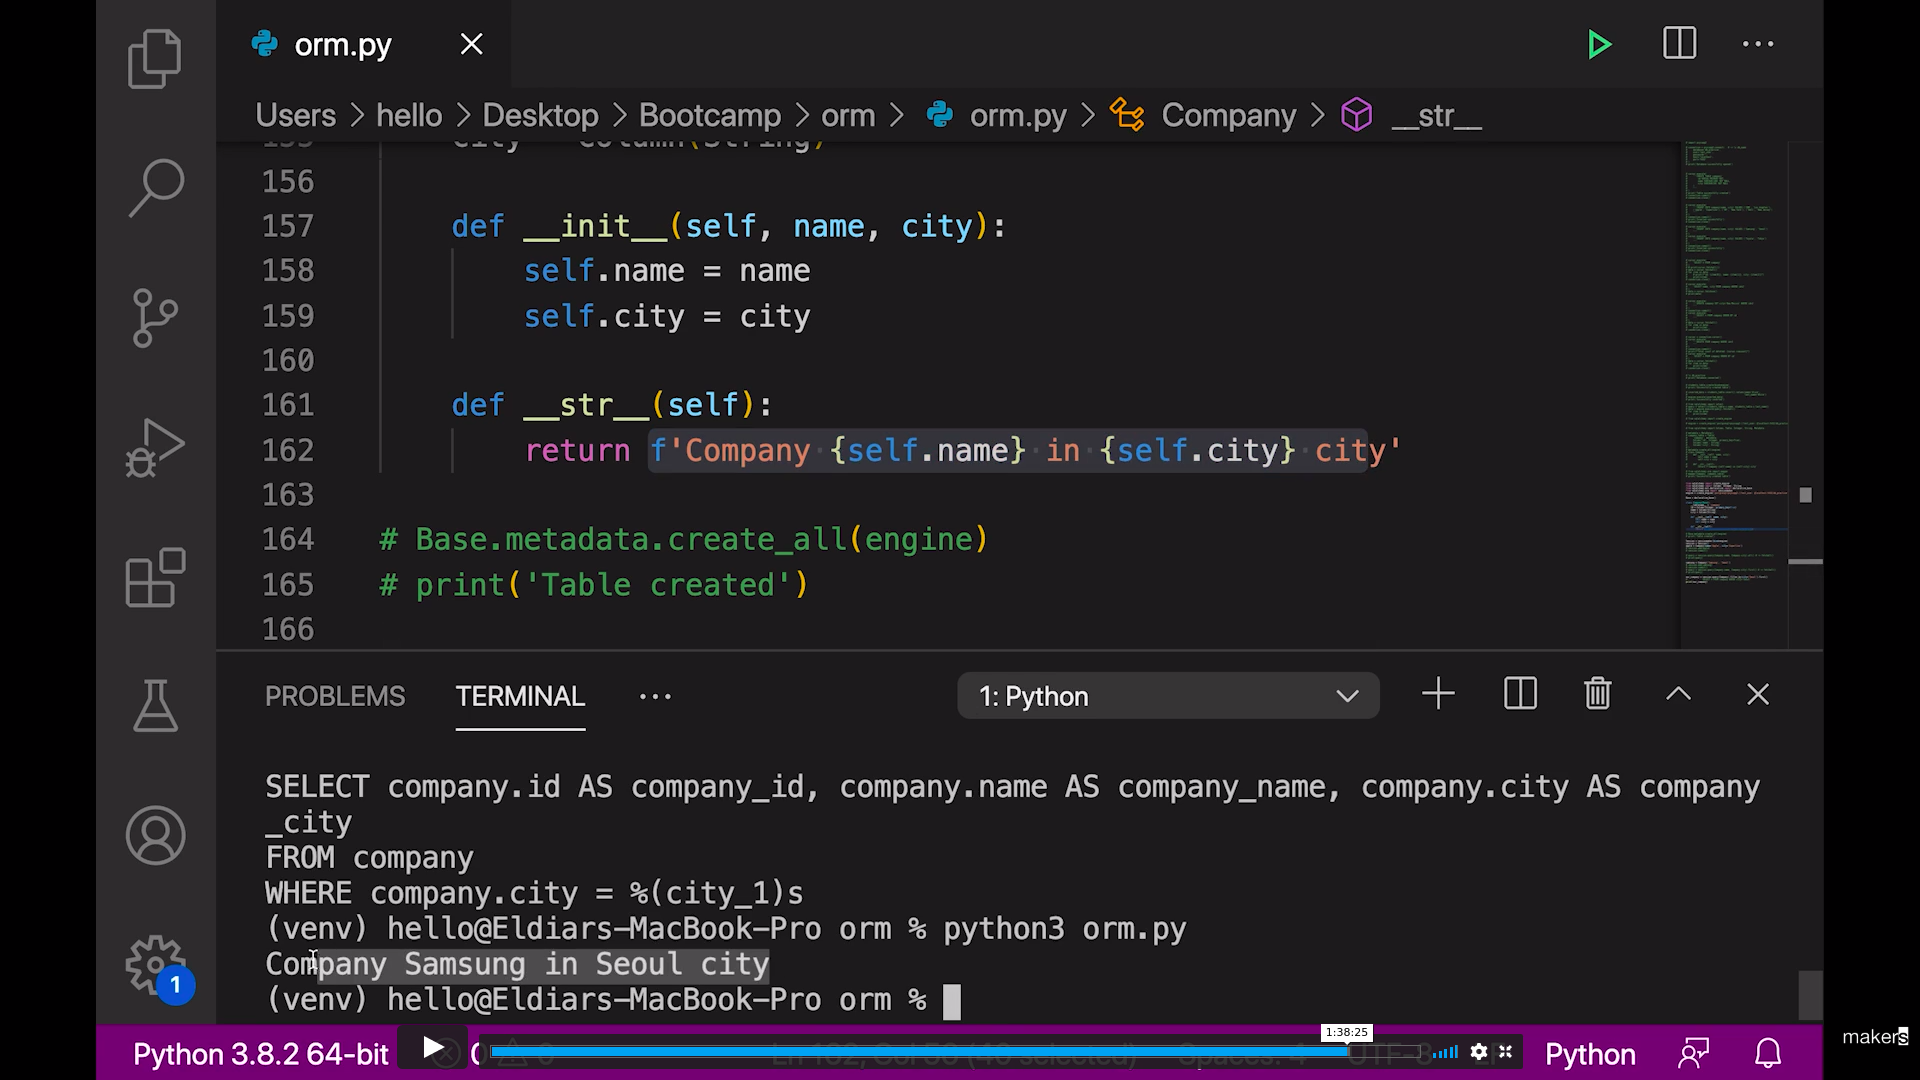 orm.py
Users > hello > Desktop > Bootcamp > orm > orm.py > Company > __str__
155 city = Column(String)
156
157 def __init__(self, name, city):
158 self.name = name
159 self.city = city
160
161 def __str__(self):
162 return f'Company {self.name} in {self.city} city'
163
164 # Base.metadata.create_all(engine)
165 # print('Table created')
166
PROBLEMS TERMINAL ··· 1: Python
SELECT company.id AS company_id, company.name AS company_name, company.city AS company
_city
FROM company
WHERE company.city = %(city_1)s
(venv) hello@Eldiars-MacBook-Pro orm % python3 orm.py
Company Samsung in Seoul city
(venv) hello@Eldiars-MacBook-Pro orm %
1
1:38:25
Python 3.8.2 64-bit 0 Python
makers